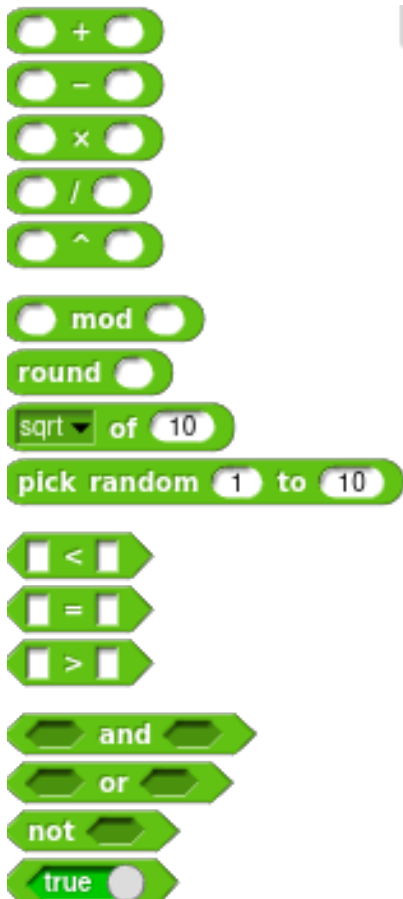 +
−
×
/
^
mod
round
sqrt of 10
pick random 1 to 10
<
=
>
and
or
not
true